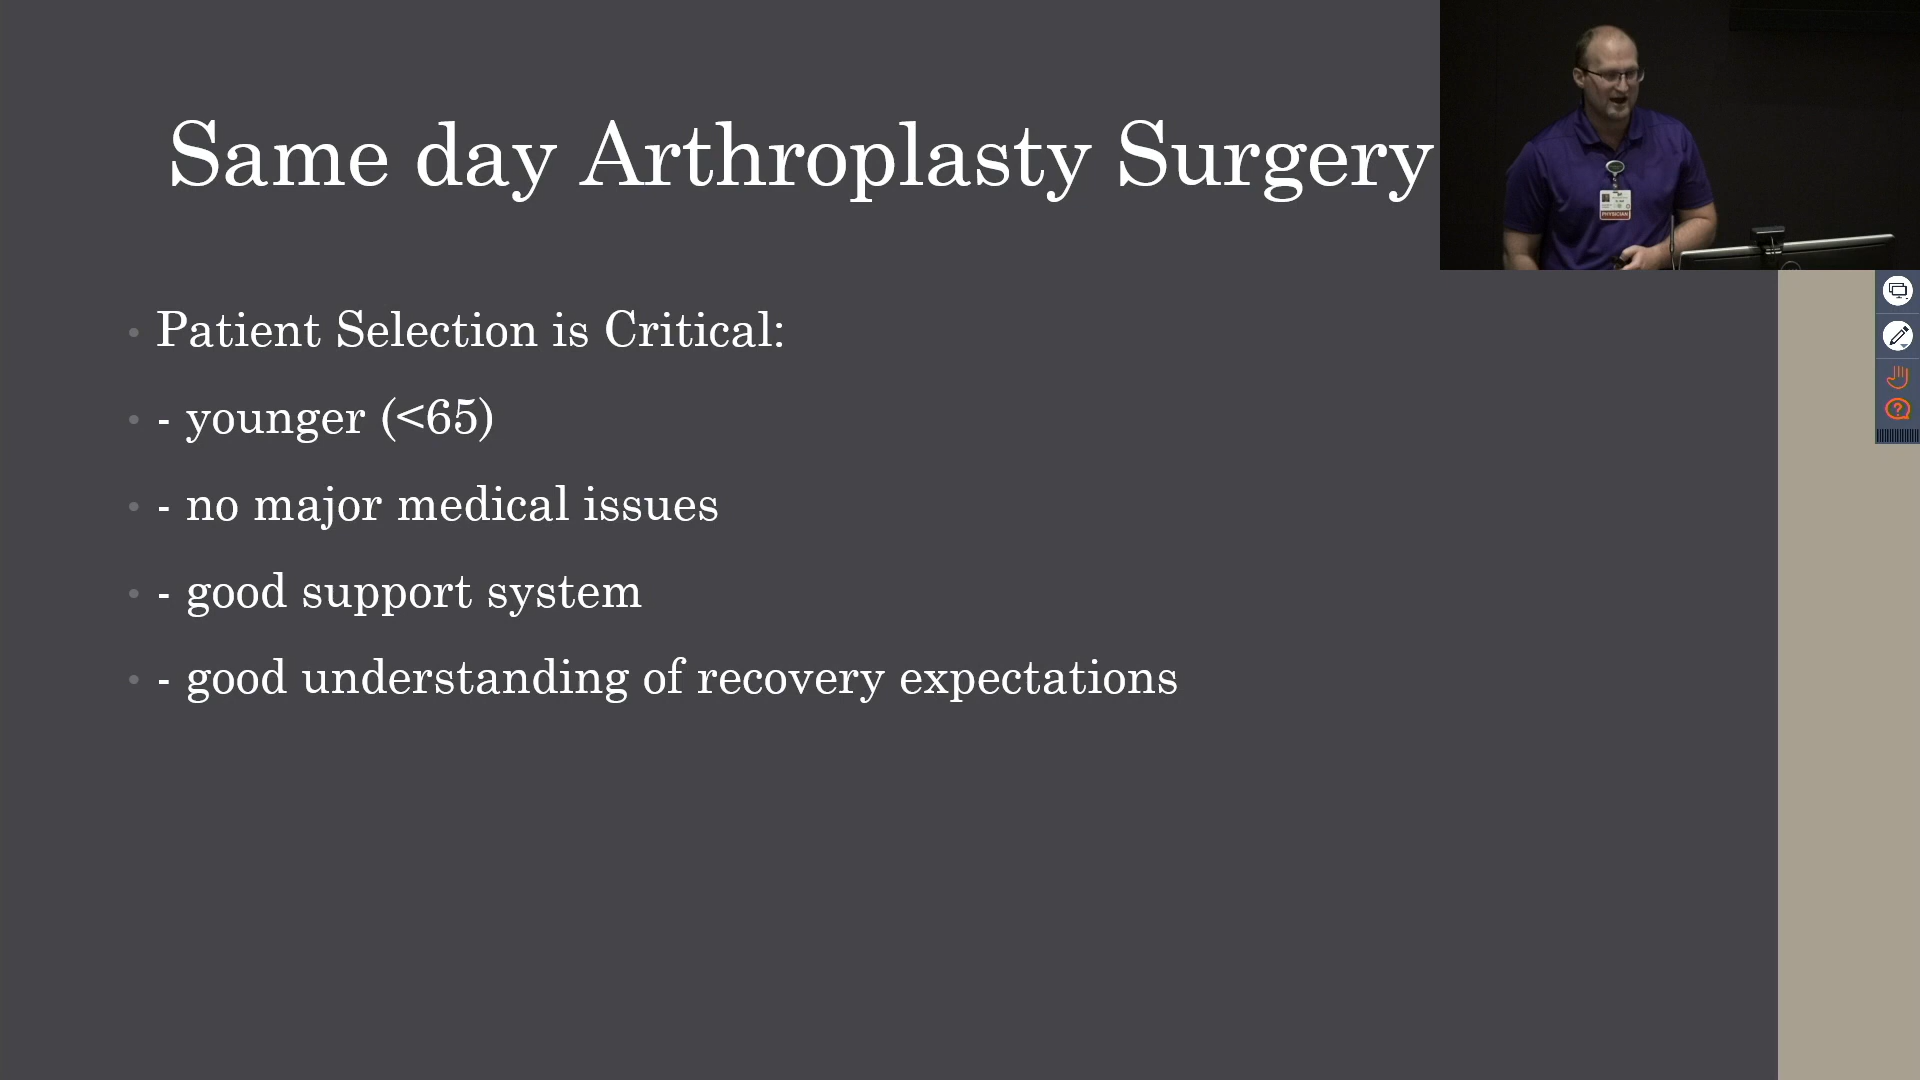 Same day Arthroplasty Surgery
Patient Selection is Critical:
- younger (<65)
- no major medical issues
- good support system
- good understanding of recovery expectations
PHYSICIAN